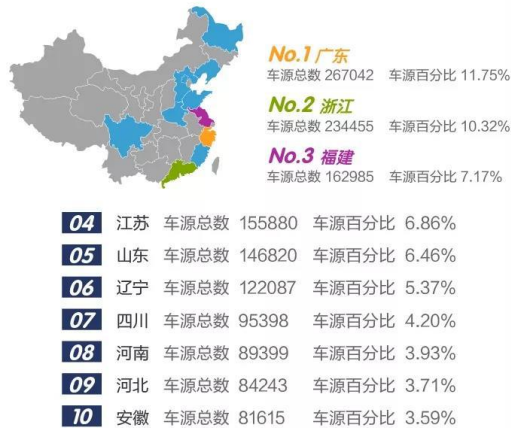 No.1 广东
车源总数 267042 车源百分比 11.75%
No.2 浙江
车源总数 234455 车源百分比 10.32%
No.3 福建
车源总数 162985 车源百分比 7.17%
04 江苏 车源总数 155880 车源百分比 6.86%
05 山东 车源总数 146820 车源百分比 6.46%
06 辽宁 车源总数 122087 车源百分比 5.37%
07 四川 车源总数 95398 车源百分比 4.20%
08 河南 车源总数 89399 车源百分比 3.93%
09 河北 车源总数 84243 车源百分比 3.71%
10 安徽 车源总数 81615 车源百分比 3.59%